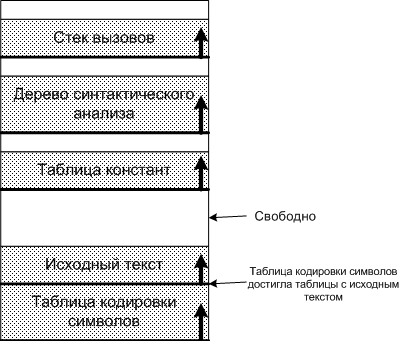 Стек вызовов
Дерево синтактического
анализа
Таблица констант
Свободно
Исходный текст
Таблица кодировки символов
достигла таблицы с исходным
текстом
Таблица кодировки
символов